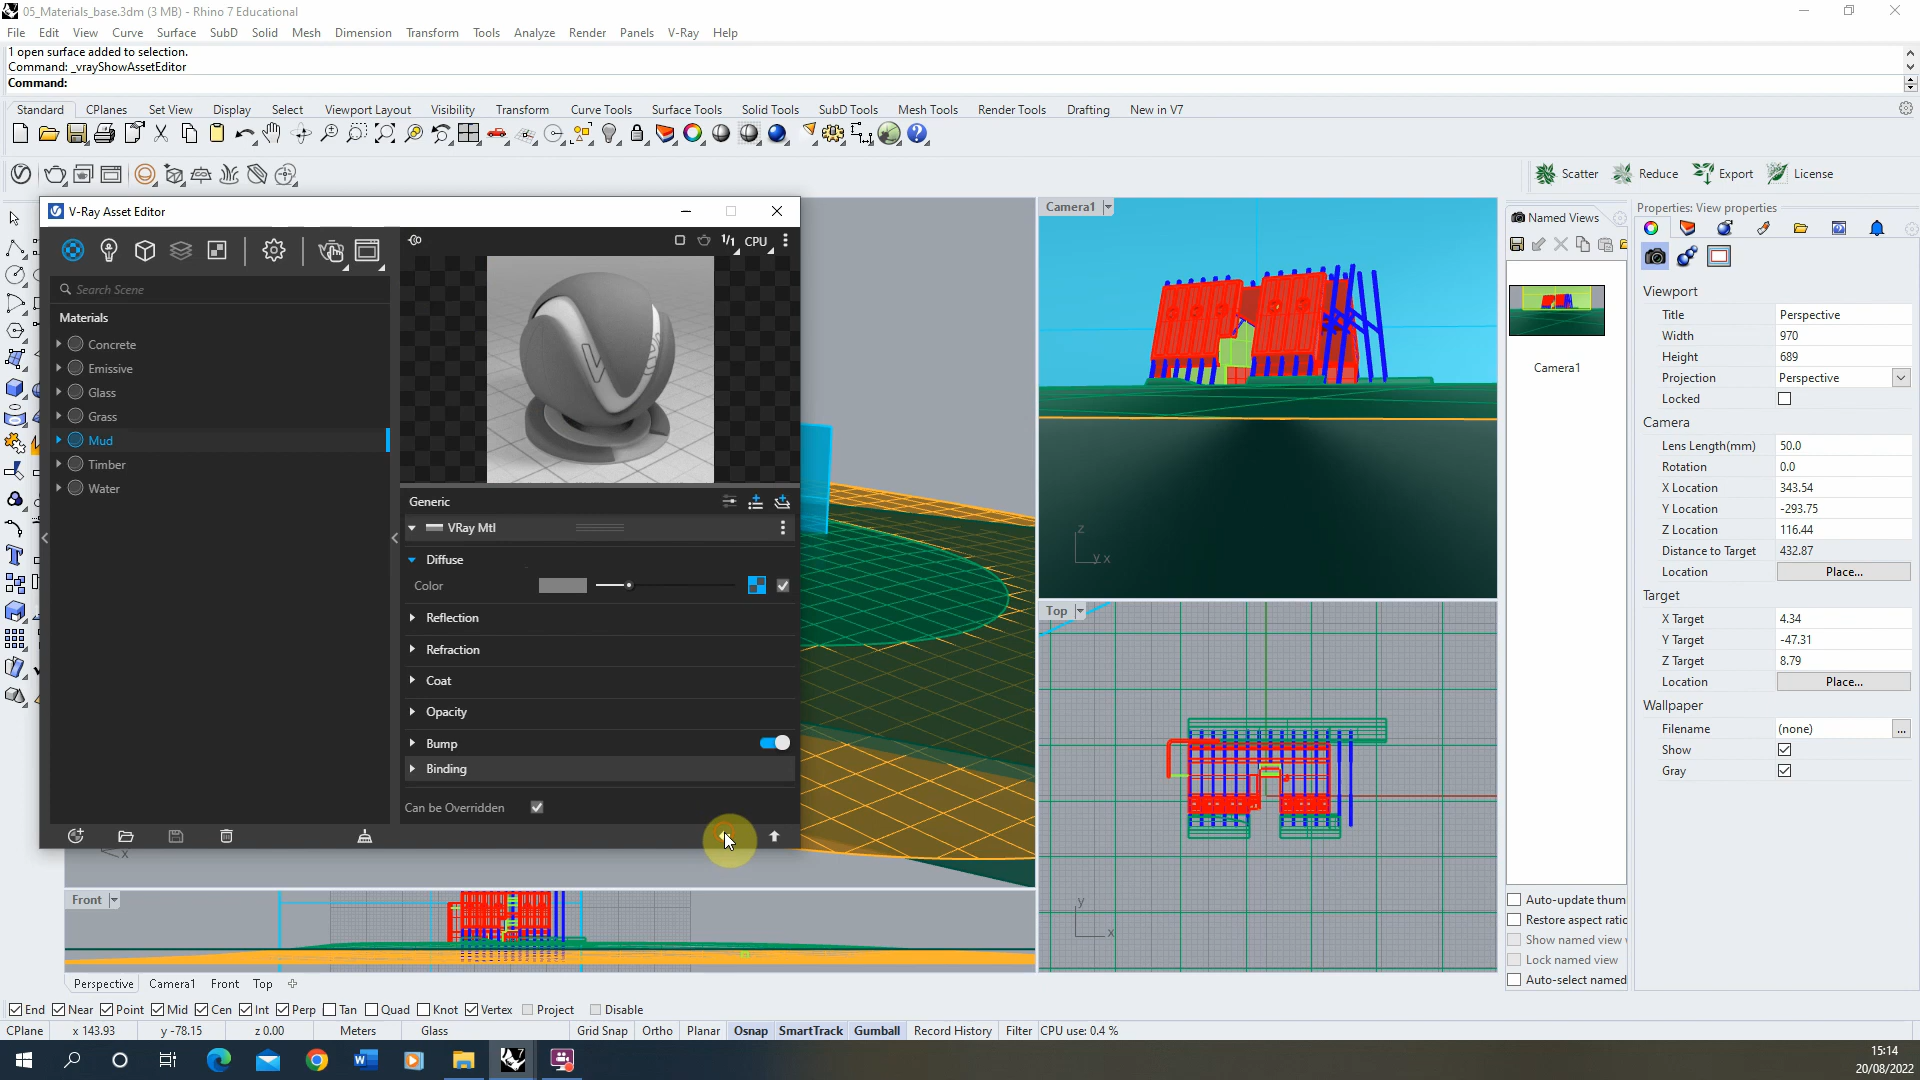 05_Materials_base.3dm (3 MB) - Rhino 7 Educational
File Edit View Curve Surface SubD Solid Mesh Dimension Transform Tools Analyze Render Panels V-Ray Help
1 open surface added to selection.
Command: _vrayShowAssetEditor
Command:
Standard CPlanes Set View Display Select Viewport Layout Visibility Transform Curve Tools Surface Tools Solid Tools SubD Tools Mesh Tools Render Tools Drafting New in V7
Scatter Reduce Export License
V-Ray Asset Editor
1/1 CPU
Search Scene
Materials
Concrete
Emissive
Glass
Grass
Mud
Timber
Water
Generic
VRay Mtl
Diffuse
Color
Reflection
Refraction
Coat
Opacity
Bump
Binding
Can be Overridden
x
Camera1
z
y x
Top
y
x
Front
Named Views
Camera1
Auto-update thum
Restore aspect ratio
Show named view
Lock named view
Auto-select named
Properties: View properties
Viewport
Title Perspective
Width 970
Height 689
Projection Perspective
Locked
Camera
Lens Length(mm) 50.0
Rotation 0.0
X Location 343.54
Y Location -293.75
Z Location 116.44
Distance to Target 432.87
Location Place...
Target
X Target 4.34
Y Target -47.31
Z Target 8.79
Location Place...
Wallpaper
Filename (none) ...
Show
Gray
Perspective Camera1 Front Top
End Near Point Mid Cen Int Perp Tan Quad Knot Vertex Project Disable
CPlane x 143.93 y -78.15 z 0.00 Meters Glass Grid Snap Ortho Planar Osnap SmartTrack Gumball Record History Filter CPU use: 0.4 %
15:14
20/08/2022